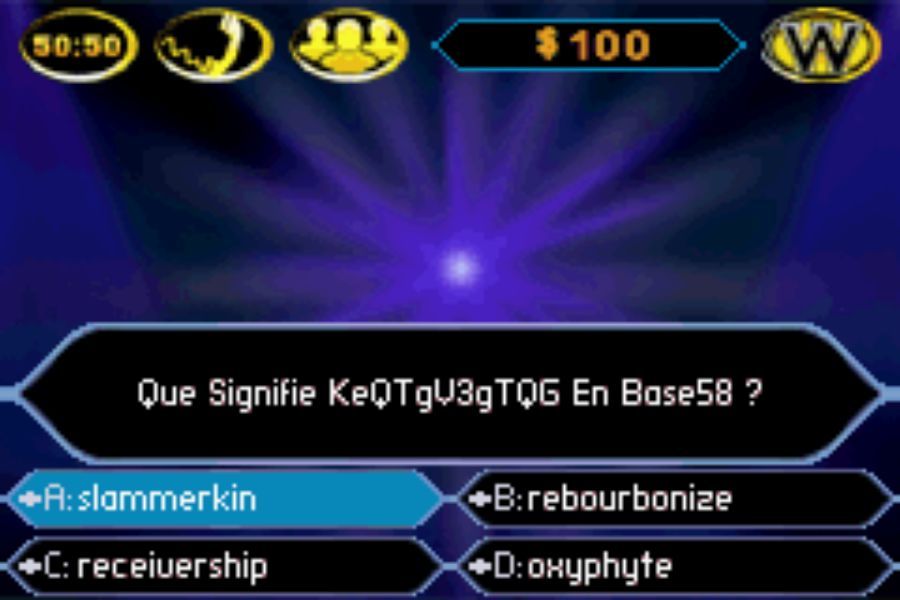 50:50
$100
W
Que Signifie KeQTgV3gTQG En Base58 ?
A: slammerkin
B: rebourbonize
C: receivership
D: oxyphyte